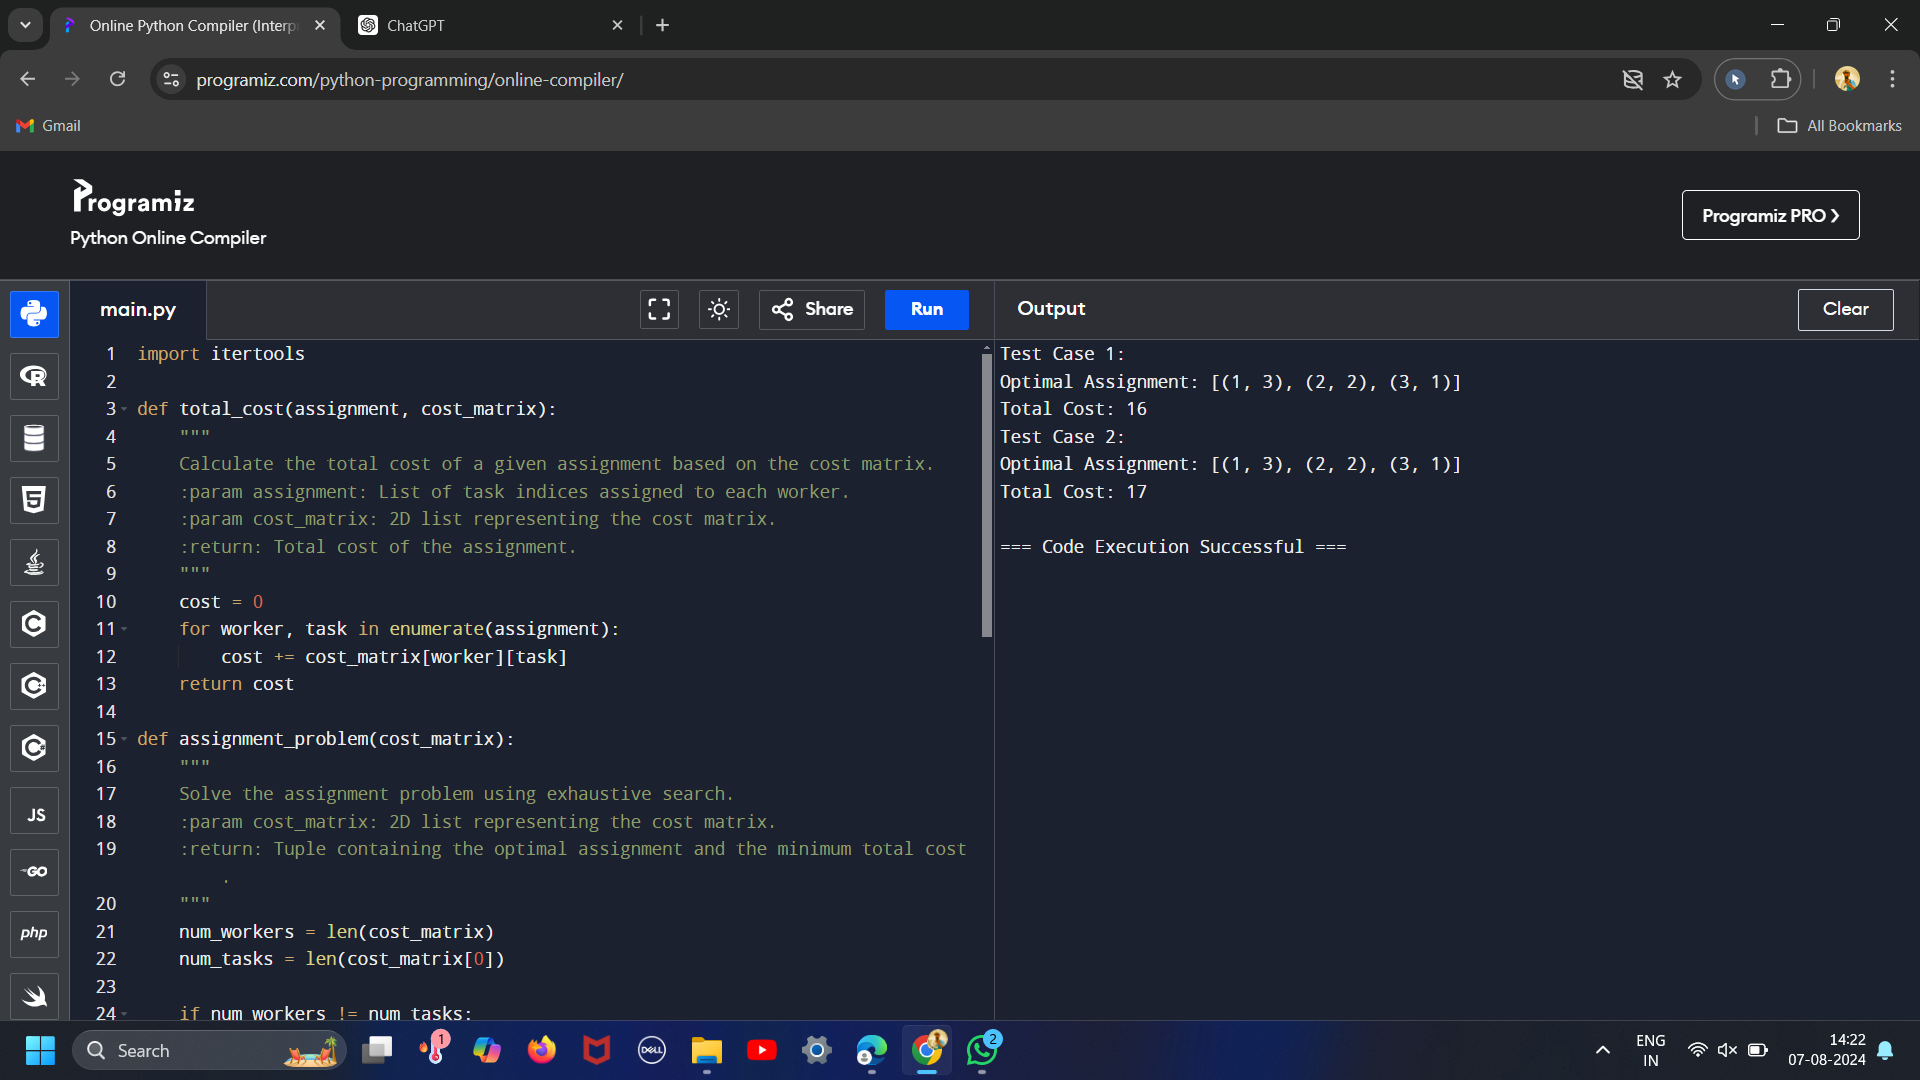 Online Python Compiler (Interp
ChatGPT
programiz.com/python-programming/online-compiler/
Gmail
All Bookmarks
Programiz
Python Online Compiler
Programiz PRO ❯
main.py
Share
Run
Output
Clear
1 import itertools
2
3 def total_cost(assignment, cost_matrix):
4 """
5 Calculate the total cost of a given assignment based on the cost matrix.
6 :param assignment: List of task indices assigned to each worker.
7 :param cost_matrix: 2D list representing the cost matrix.
8 :return: Total cost of the assignment.
9 """
10 cost = 0
11 for worker, task in enumerate(assignment):
12 cost += cost_matrix[worker][task]
13 return cost
14
15 def assignment_problem(cost_matrix):
16 """
17 Solve the assignment problem using exhaustive search.
18 :param cost_matrix: 2D list representing the cost matrix.
19 :return: Tuple containing the optimal assignment and the minimum total cost
.
20 """
21 num_workers = len(cost_matrix)
22 num_tasks = len(cost_matrix[0])
23
24 if num_workers != num_tasks:
Test Case 1:
Optimal Assignment: [(1, 3), (2, 2), (3, 1)]
Total Cost: 16
Test Case 2:
Optimal Assignment: [(1, 3), (2, 2), (3, 1)]
Total Cost: 17
=== Code Execution Successful ===
R
5
C
C
C
JS
GO
php
Search
1
DELL
2
ENG
IN
14:22
07-08-2024